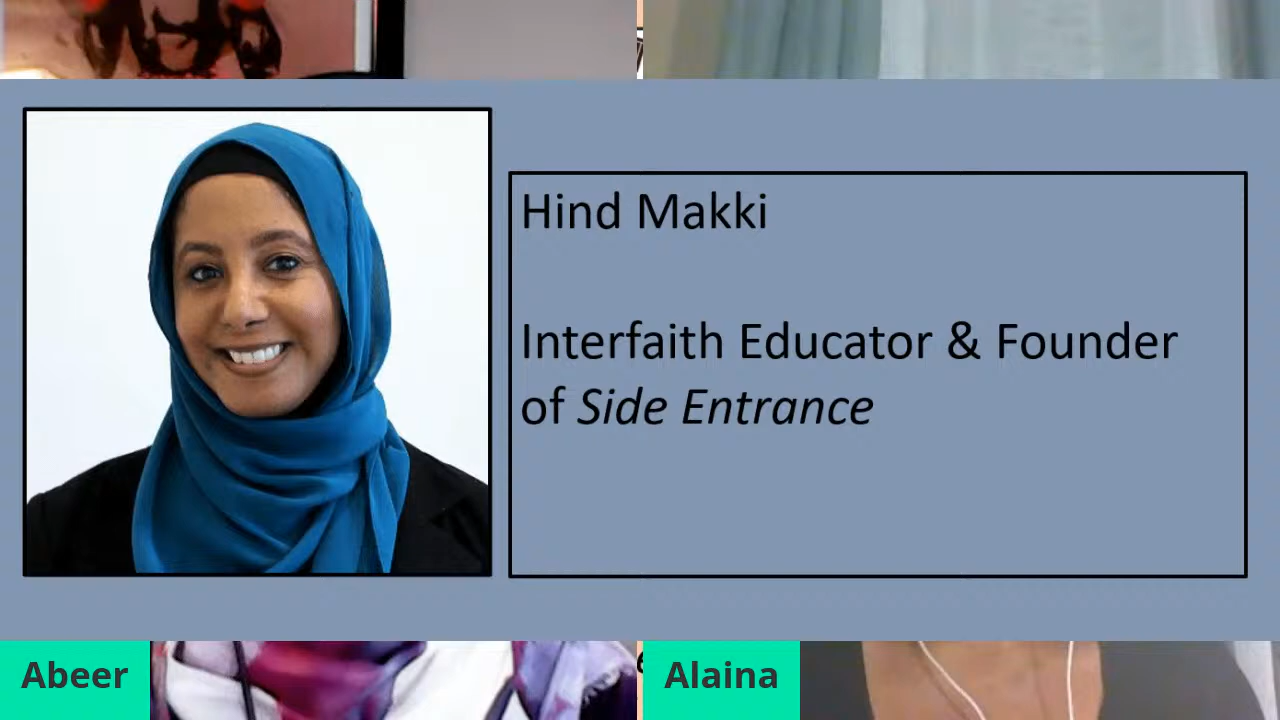 Hind Makki
Interfaith Educator & Founder
of Side Entrance
Abeer
Alaina